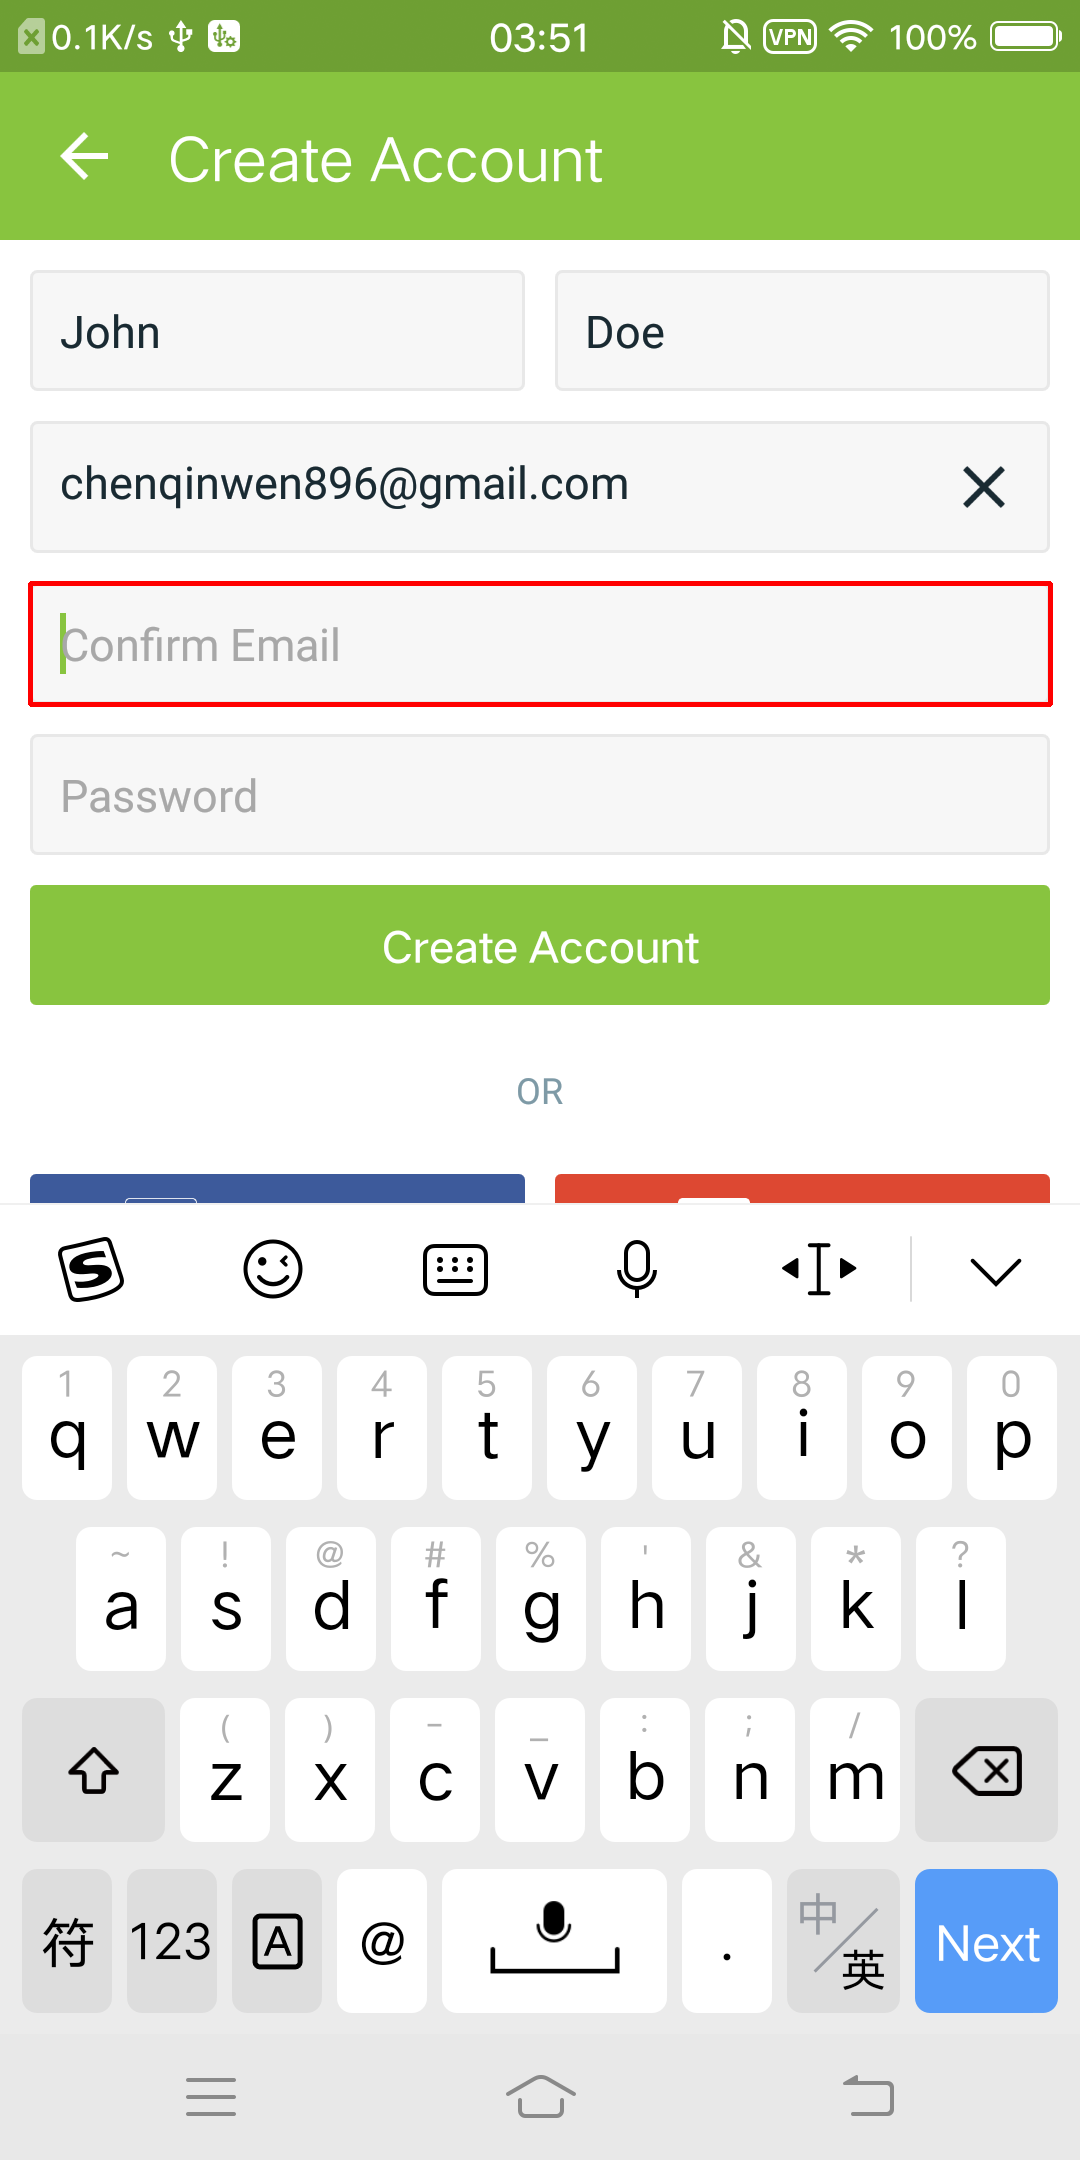 0.1K/s 03:51 VPN 100%
Create Account
John Doe
chenqinwen896@gmail.com
Confirm Email
Password
Create Account
OR
1 2 3 4 5 6 7 8 9 0
q w e r t y u i o p
~ ! @ # % ' & * ?
a s d f g h j k l
( ) - _ : ; /
z x c v b n m
符 123 A @ . 中/英 Next